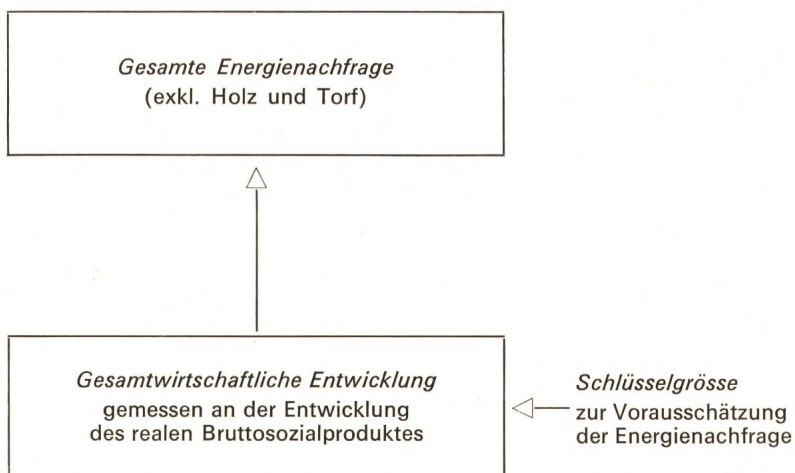 Gesamte Energienachfrage
(exkl. Holz und Torf)
Gesamtwirtschaftliche Entwicklung
gemessen an der Entwicklung
des realen Bruttosozialproduktes
Schlüsselgrösse
zur Vorausschätzung
der Energienachfrage